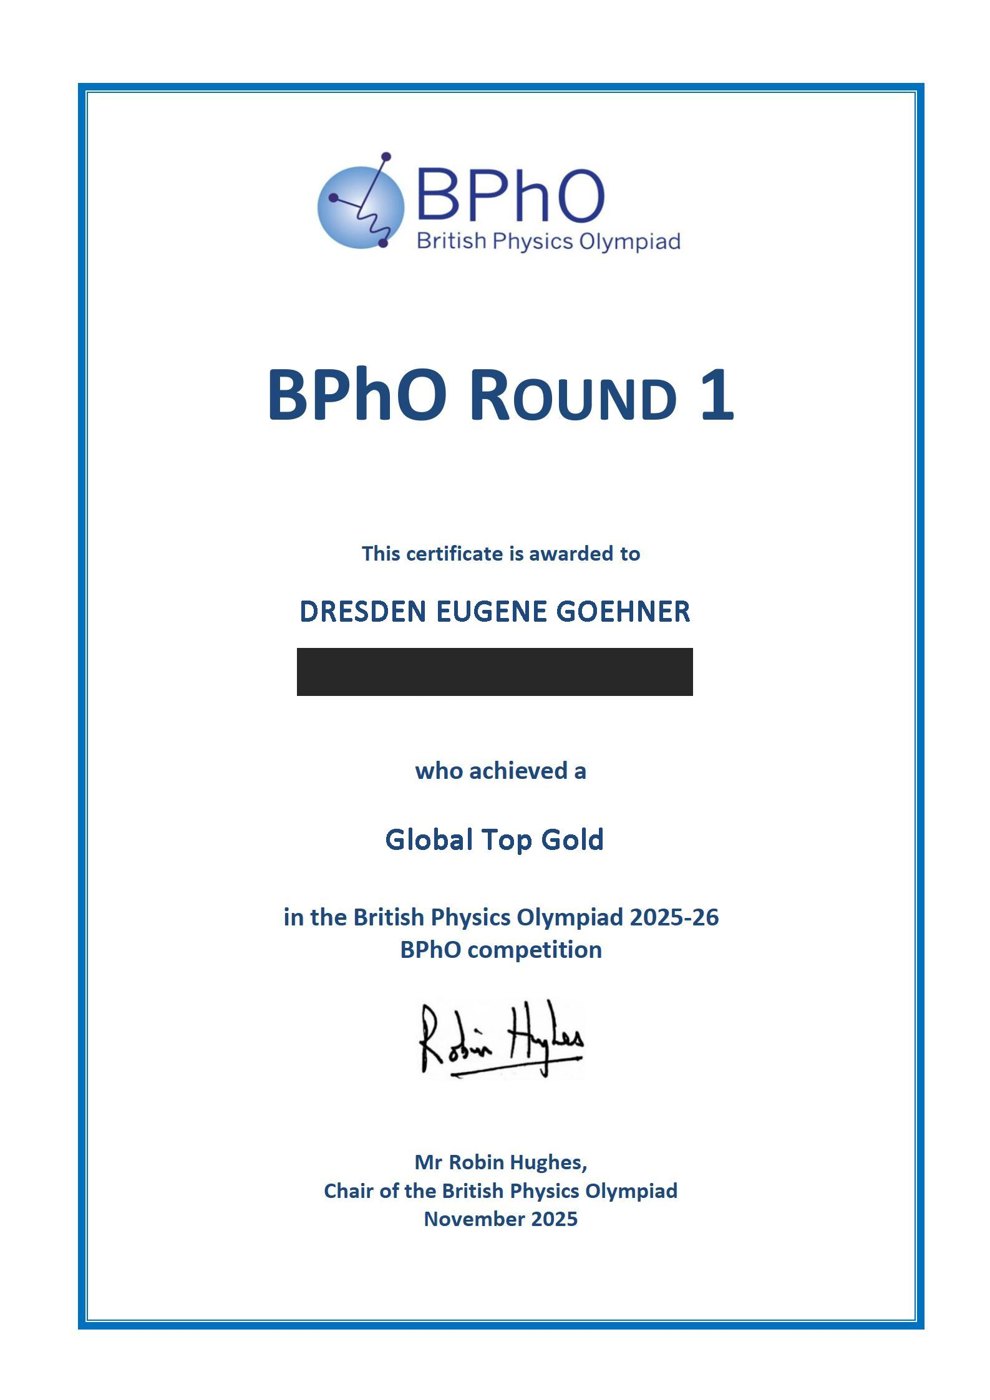 BPhO
British Physics Olympiad
BPhO ROUND 1
This certificate is awarded to
DRESDEN EUGENE GOEHNER
who achieved a
Global Top Gold
in the British Physics Olympiad 2025-26
BPhO competition
Robin Hughes
Mr Robin Hughes,
Chair of the British Physics Olympiad
November 2025